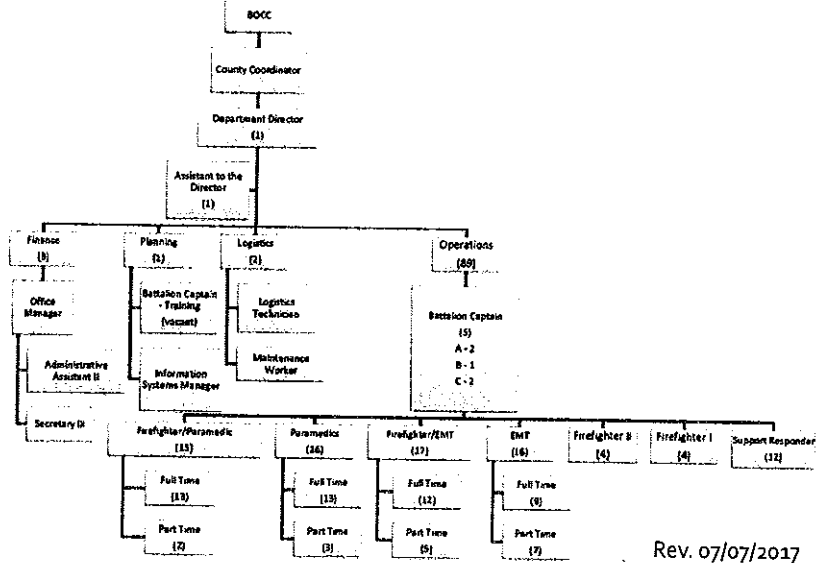 BOCC
County Coordinator
Department Director
(1)
Assistant to the
Director
(1)
Finance
(3)
Planning
(1)
Logistics
(2)
Operations
(89)
Office
Manager
Battalion Captain
- Training
(vacant)
Logistics
Technician
Battalion Captain
(5)
A - 2
B - 1
C - 2
Administrative
Assistant II
Information
Systems Manager
Maintenance
Worker
Secretary
Firefighter/Paramedic
(15)
Paramedics
(16)
Firefighter/EMT
(17)
EMT
(16)
Firefighter II
(4)
Firefighter I
(4)
Support Responder
(12)
Full Time
(13)
Full Time
(13)
Full Time
(12)
Full Time
(9)
Part Time
(2)
Part Time
(3)
Part Time
(5)
Part Time
(7)
Rev. 07/07/2017